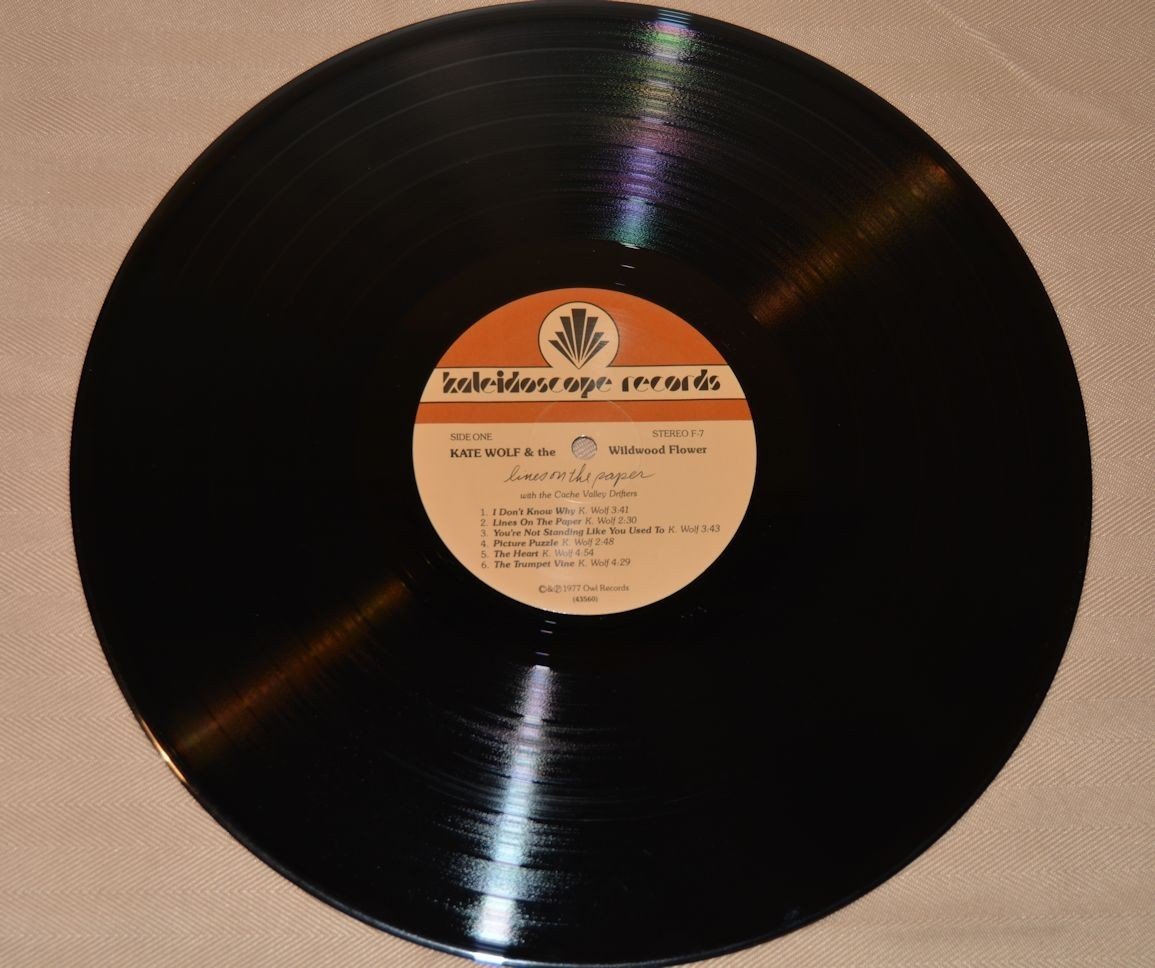 kaleidoscope records
SIDE ONE STEREO F-7
KATE WOLF & the Wildwood Flower
lines on the paper
with the Cache Valley Drifters
1. I Don't Know Why K. Wolf 3:41
2. Lines On The Paper K. Wolf 2:30
3. You're Not Standing Like You Used To K. Wolf 3:43
4. Picture Puzzle K. Wolf 2:48
5. The Heart K. Wolf 4:54
6. The Trumpet Vine K. Wolf 4:29
©&℗1977 Owl Records
(43560)